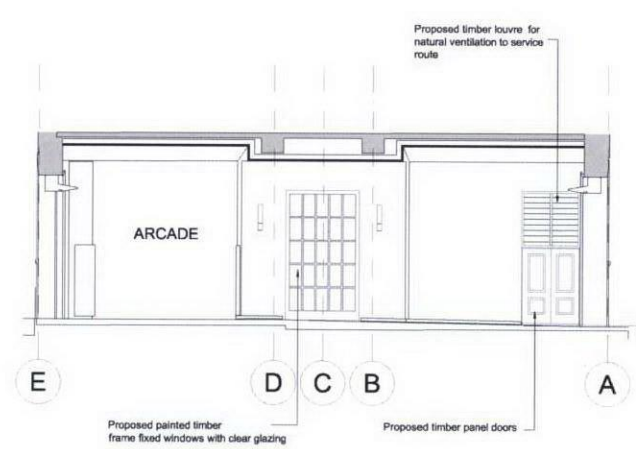 Proposed timber louvre for
natural ventilation to service
route
ARCADE
E
D
C
B
A
Proposed painted timber
frame fixed windows with clear glazing
Proposed timber panel doors